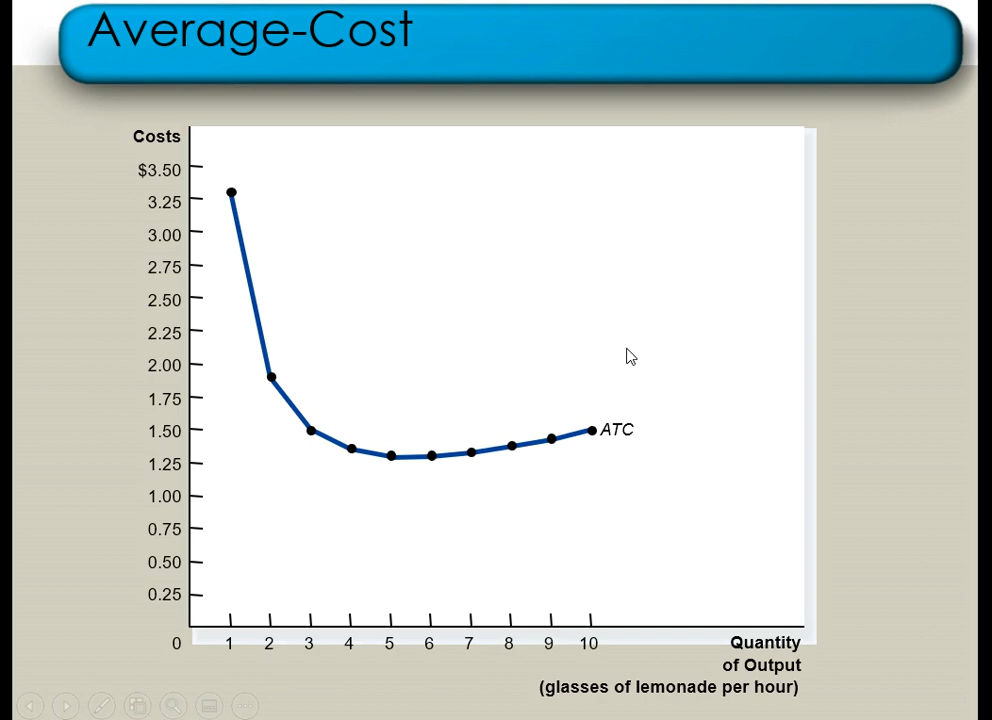 Average-Cost
Costs
$3.50
3.25
3.00
2.75
2.50
2.25
2.00
1.75
1.50
ATC
1.25
1.00
0.75
0.50
0.25
0 1 2 3 4 5 6 7 8 9 10
Quantity
of Output
(glasses of lemonade per hour)